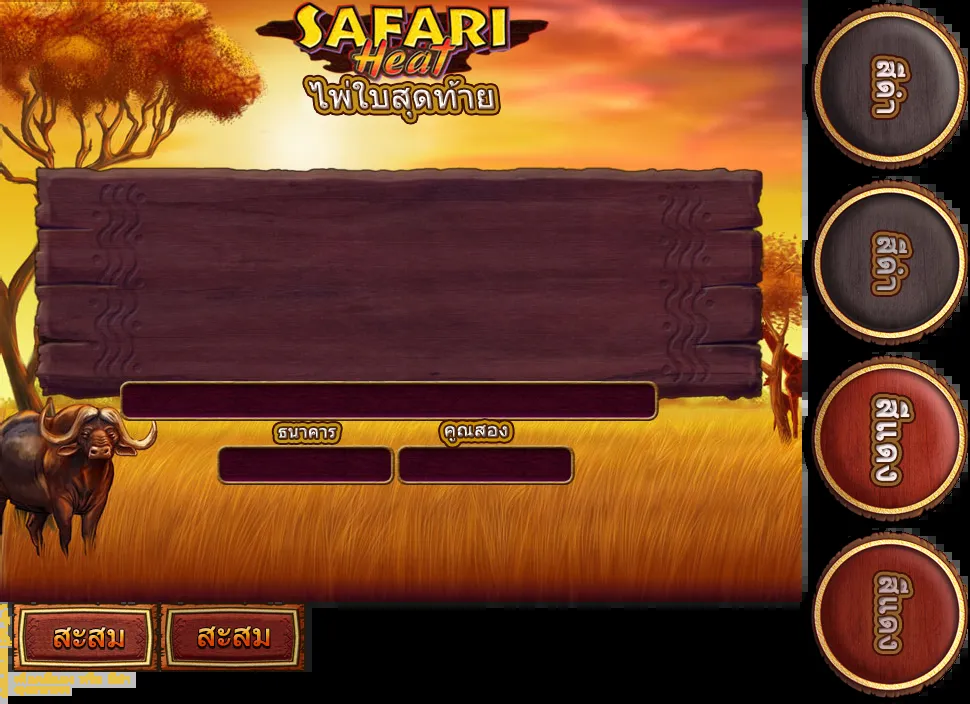 SAFARI
Heat
ไพ่ใบสุดท้าย
ธนาคาร
คูณสอง
สะสม
สะสม
สีดำ
สีดำ
สีแดง
สีแดง